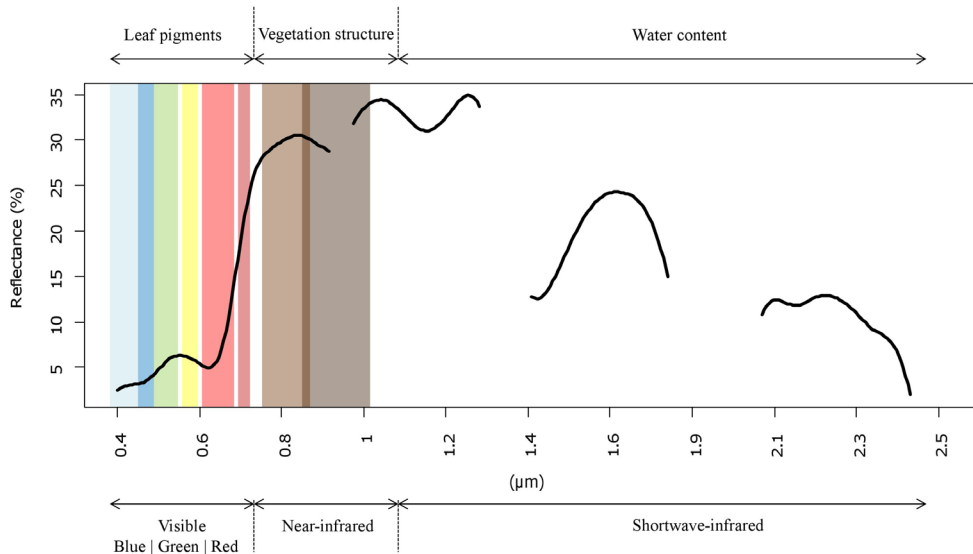 Leaf pigments Vegetation structure Water content
35
30
25
20
15
10
5
Reflectance (%)
0.4 0.6 0.8 1 1.2 1.4 1.6 1.9 2.1 2.3 2.5
(μm)
Visible Near-infrared Shortwave-infrared
Blue | Green | Red